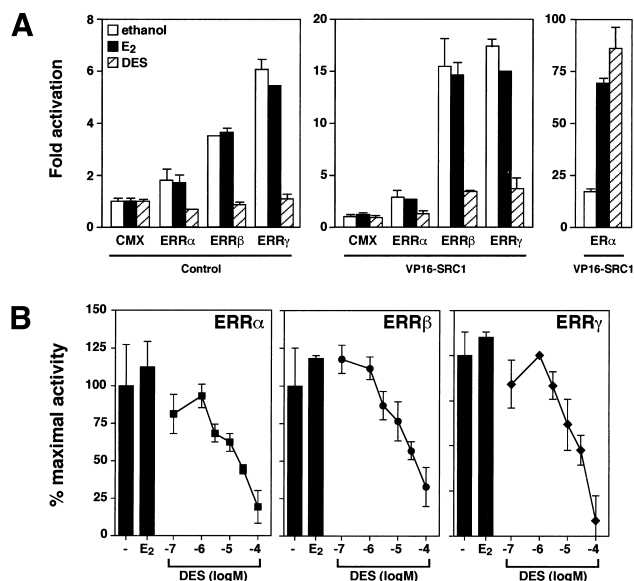 A
ethanol
E2
DES
Fold activation
8
6
4
2
0
20
15
10
5
0
100
75
50
25
0
CMX ERRα ERRβ ERRγ
CMX ERRα ERRβ ERRγ
ERα
Control
VP16-SRC1
VP16-SRC1
B
ERRα
ERRβ
ERRγ
% maximal activity
150
125
100
75
50
25
0
- E2 -7 -6 -5 -4
- E2 -7 -6 -5 -4
- E2 -7 -6 -5 -4
DES (logM)
DES (logM)
DES (logM)